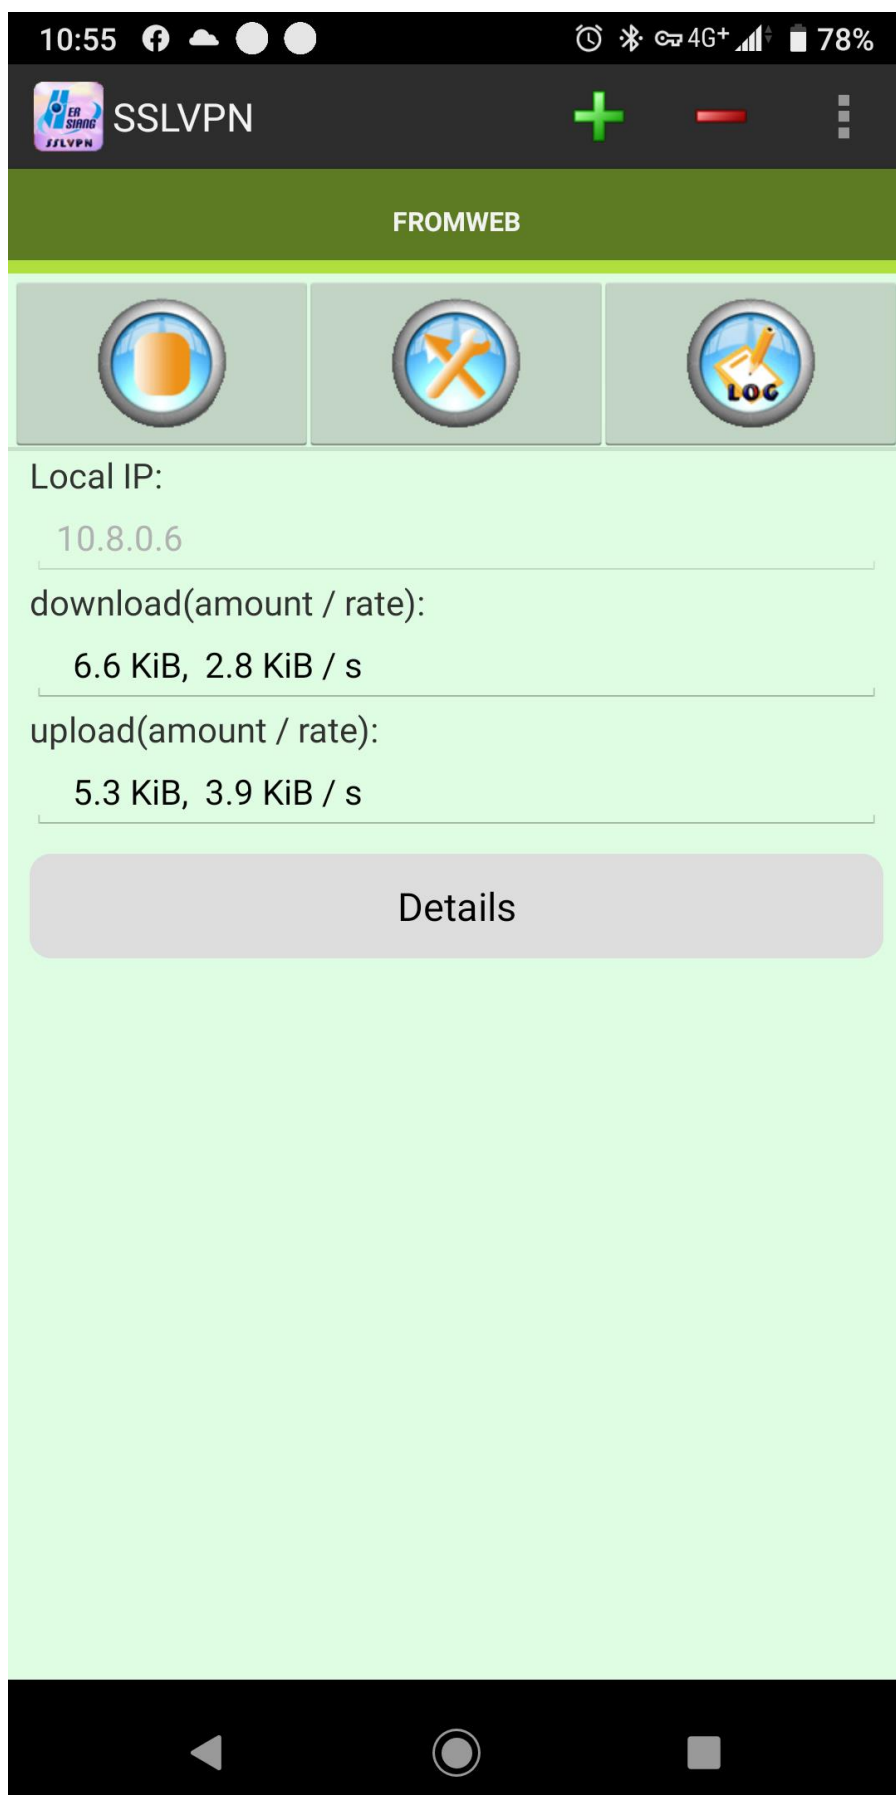 10:55 4G+ 78%
HER
SIANG
SSLVPN
SSLVPN
FROMWEB
LOG
Local IP:
10.8.0.6
download(amount / rate):
6.6 KiB, 2.8 KiB / s
upload(amount / rate):
5.3 KiB, 3.9 KiB / s
Details